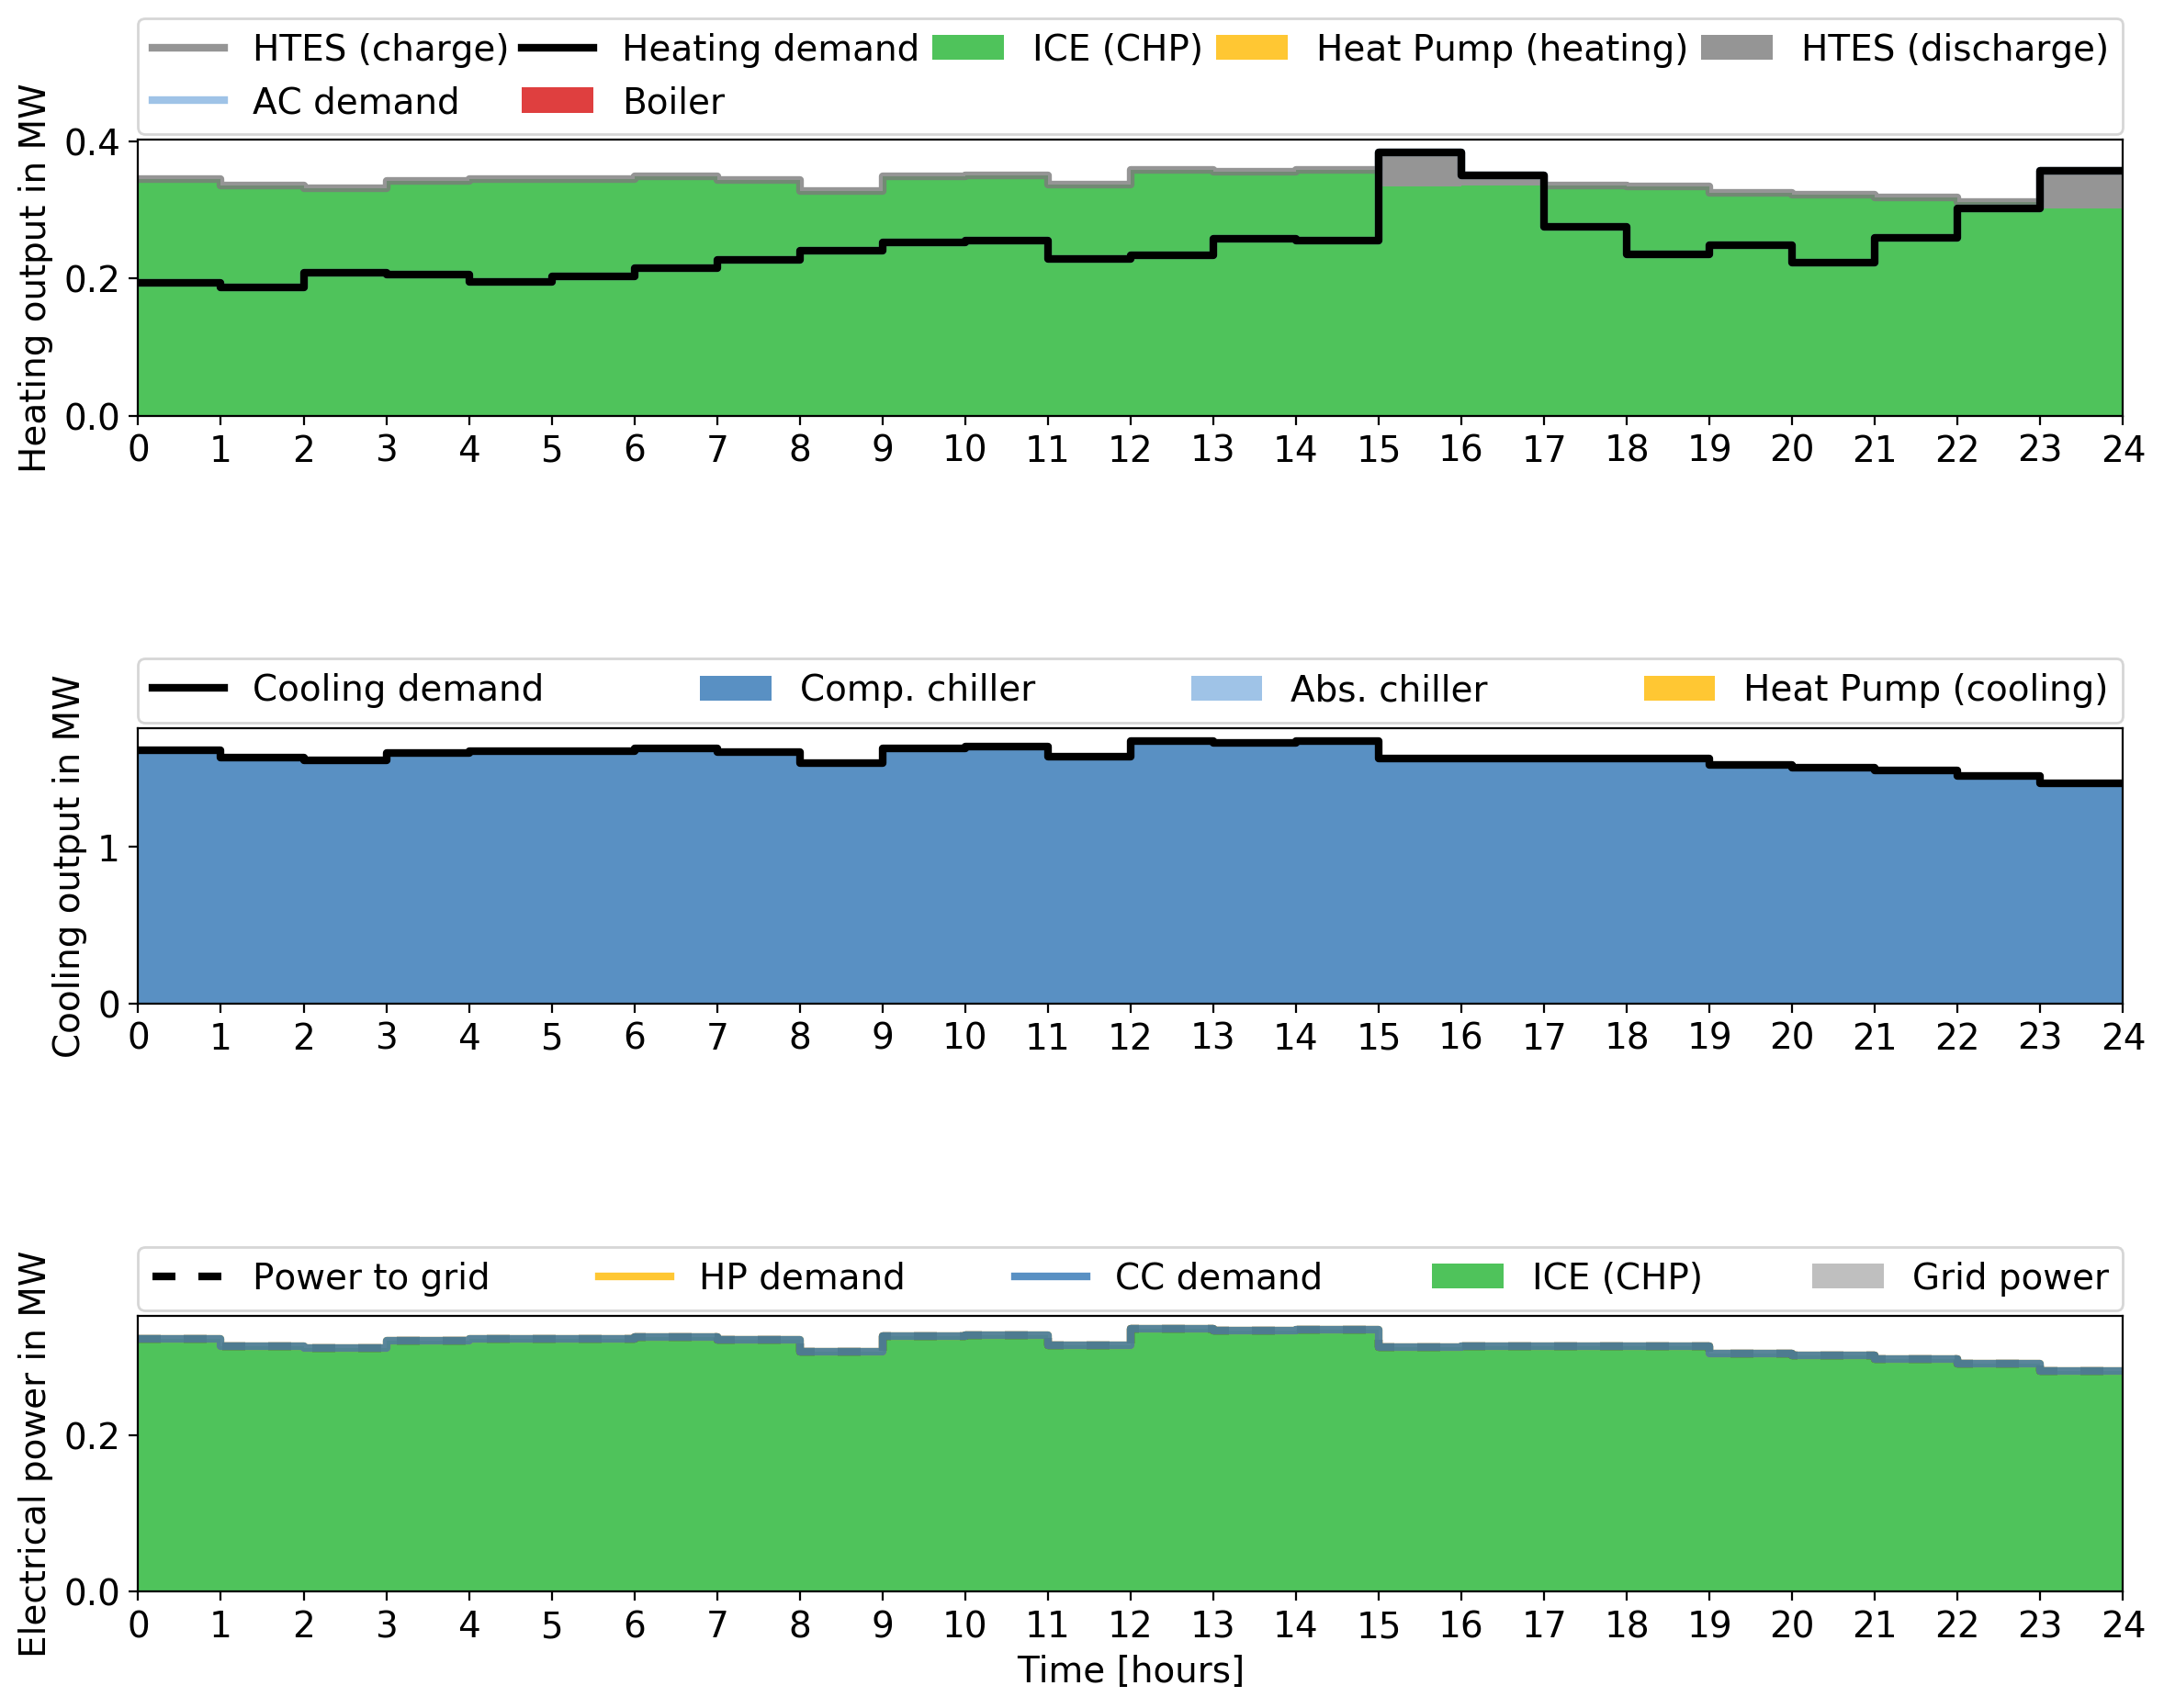 HTES (charge) Heating demand ICE (CHP) Heat Pump (heating) HTES (discharge)
AC demand Boiler
Heating output in MW
0.4
0.2
0.0
0 1 2 3 4 5 6 7 8 9 10 11 12 13 14 15 16 17 18 19 20 21 22 23 24
Cooling demand Comp. chiller Abs. chiller Heat Pump (cooling)
Cooling output in MW
1
0
0 1 2 3 4 5 6 7 8 9 10 11 12 13 14 15 16 17 18 19 20 21 22 23 24
Power to grid HP demand CC demand ICE (CHP) Grid power
Electrical power in MW
0.2
0.0
0 1 2 3 4 5 6 7 8 9 10 11 12 13 14 15 16 17 18 19 20 21 22 23 24
Time [hours]